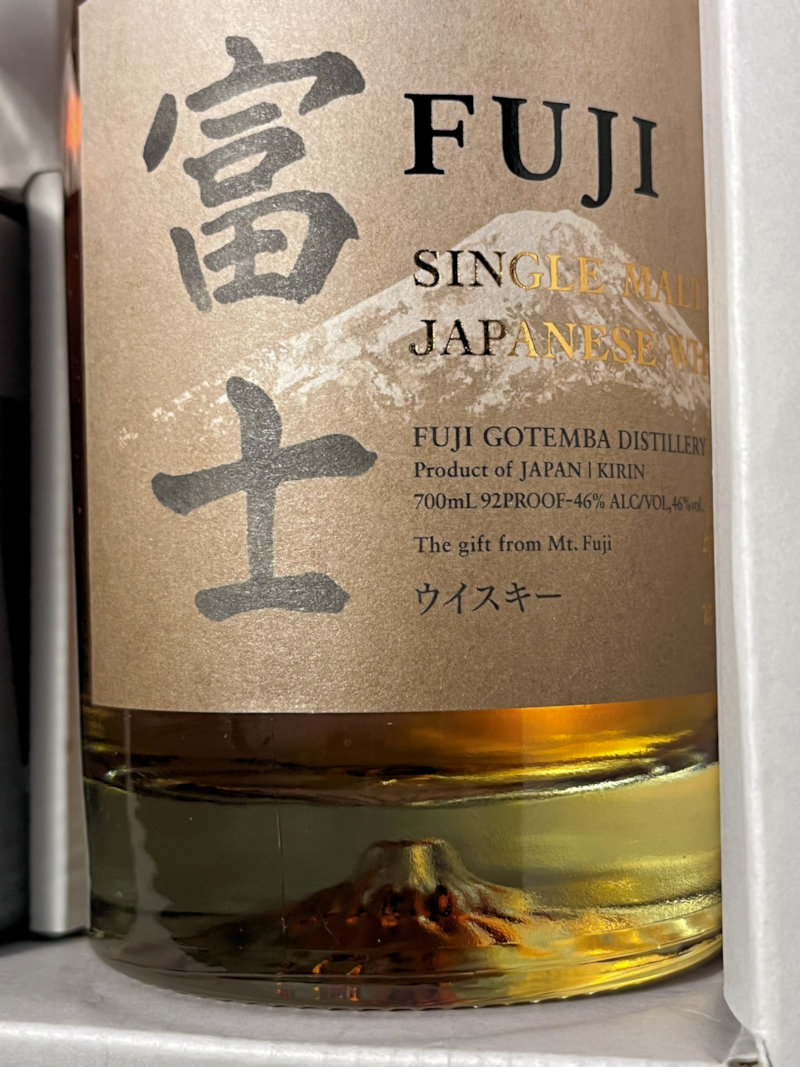 富士
FUJI
SINGLE MALT
JAPANESE WH
FUJI GOTEMBA DISTILLERY
Product of JAPAN | KIRIN
700mL 92PROOF-46% ALC/VOL,46%vol.
The gift from Mt. Fuji
ウイスキー